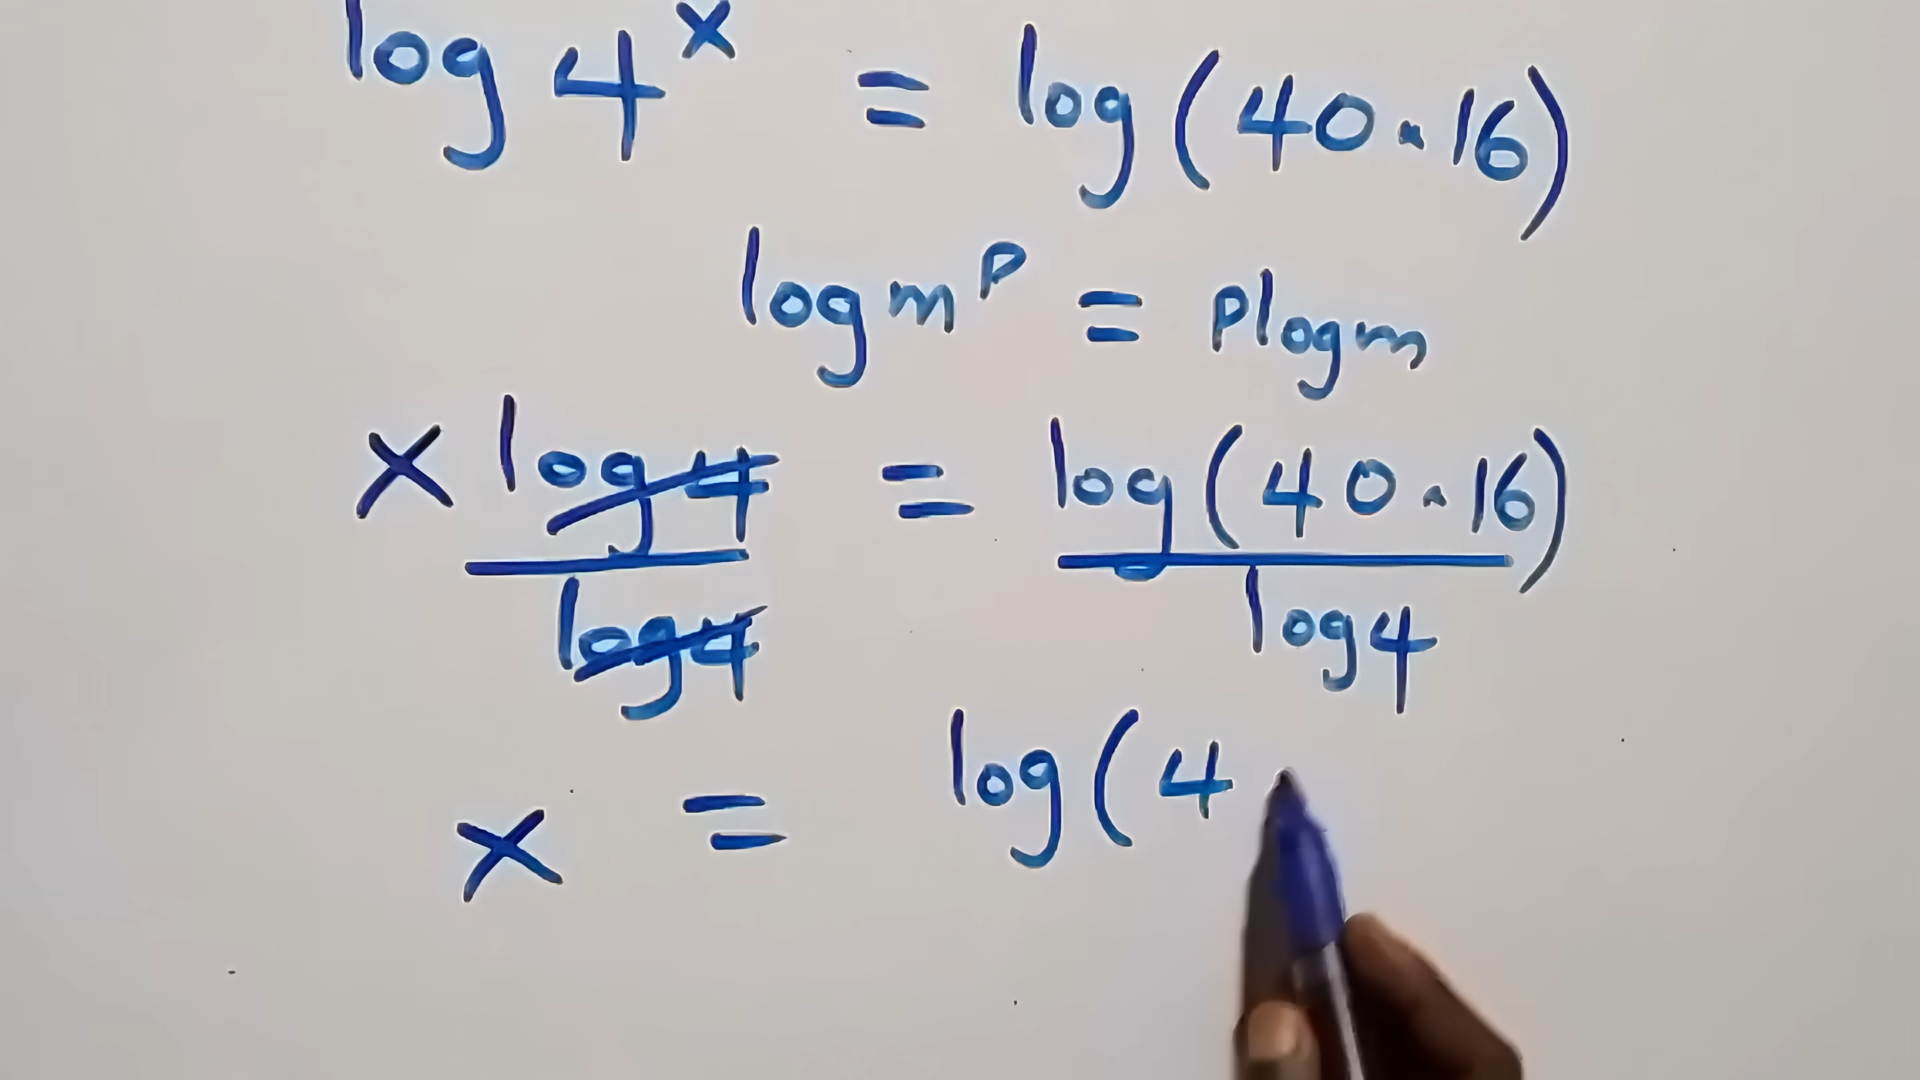 log 4^x = log(40.16)
log m^p = p log m
x log 4 = log(40.16)
log 4 log 4
x = log(4